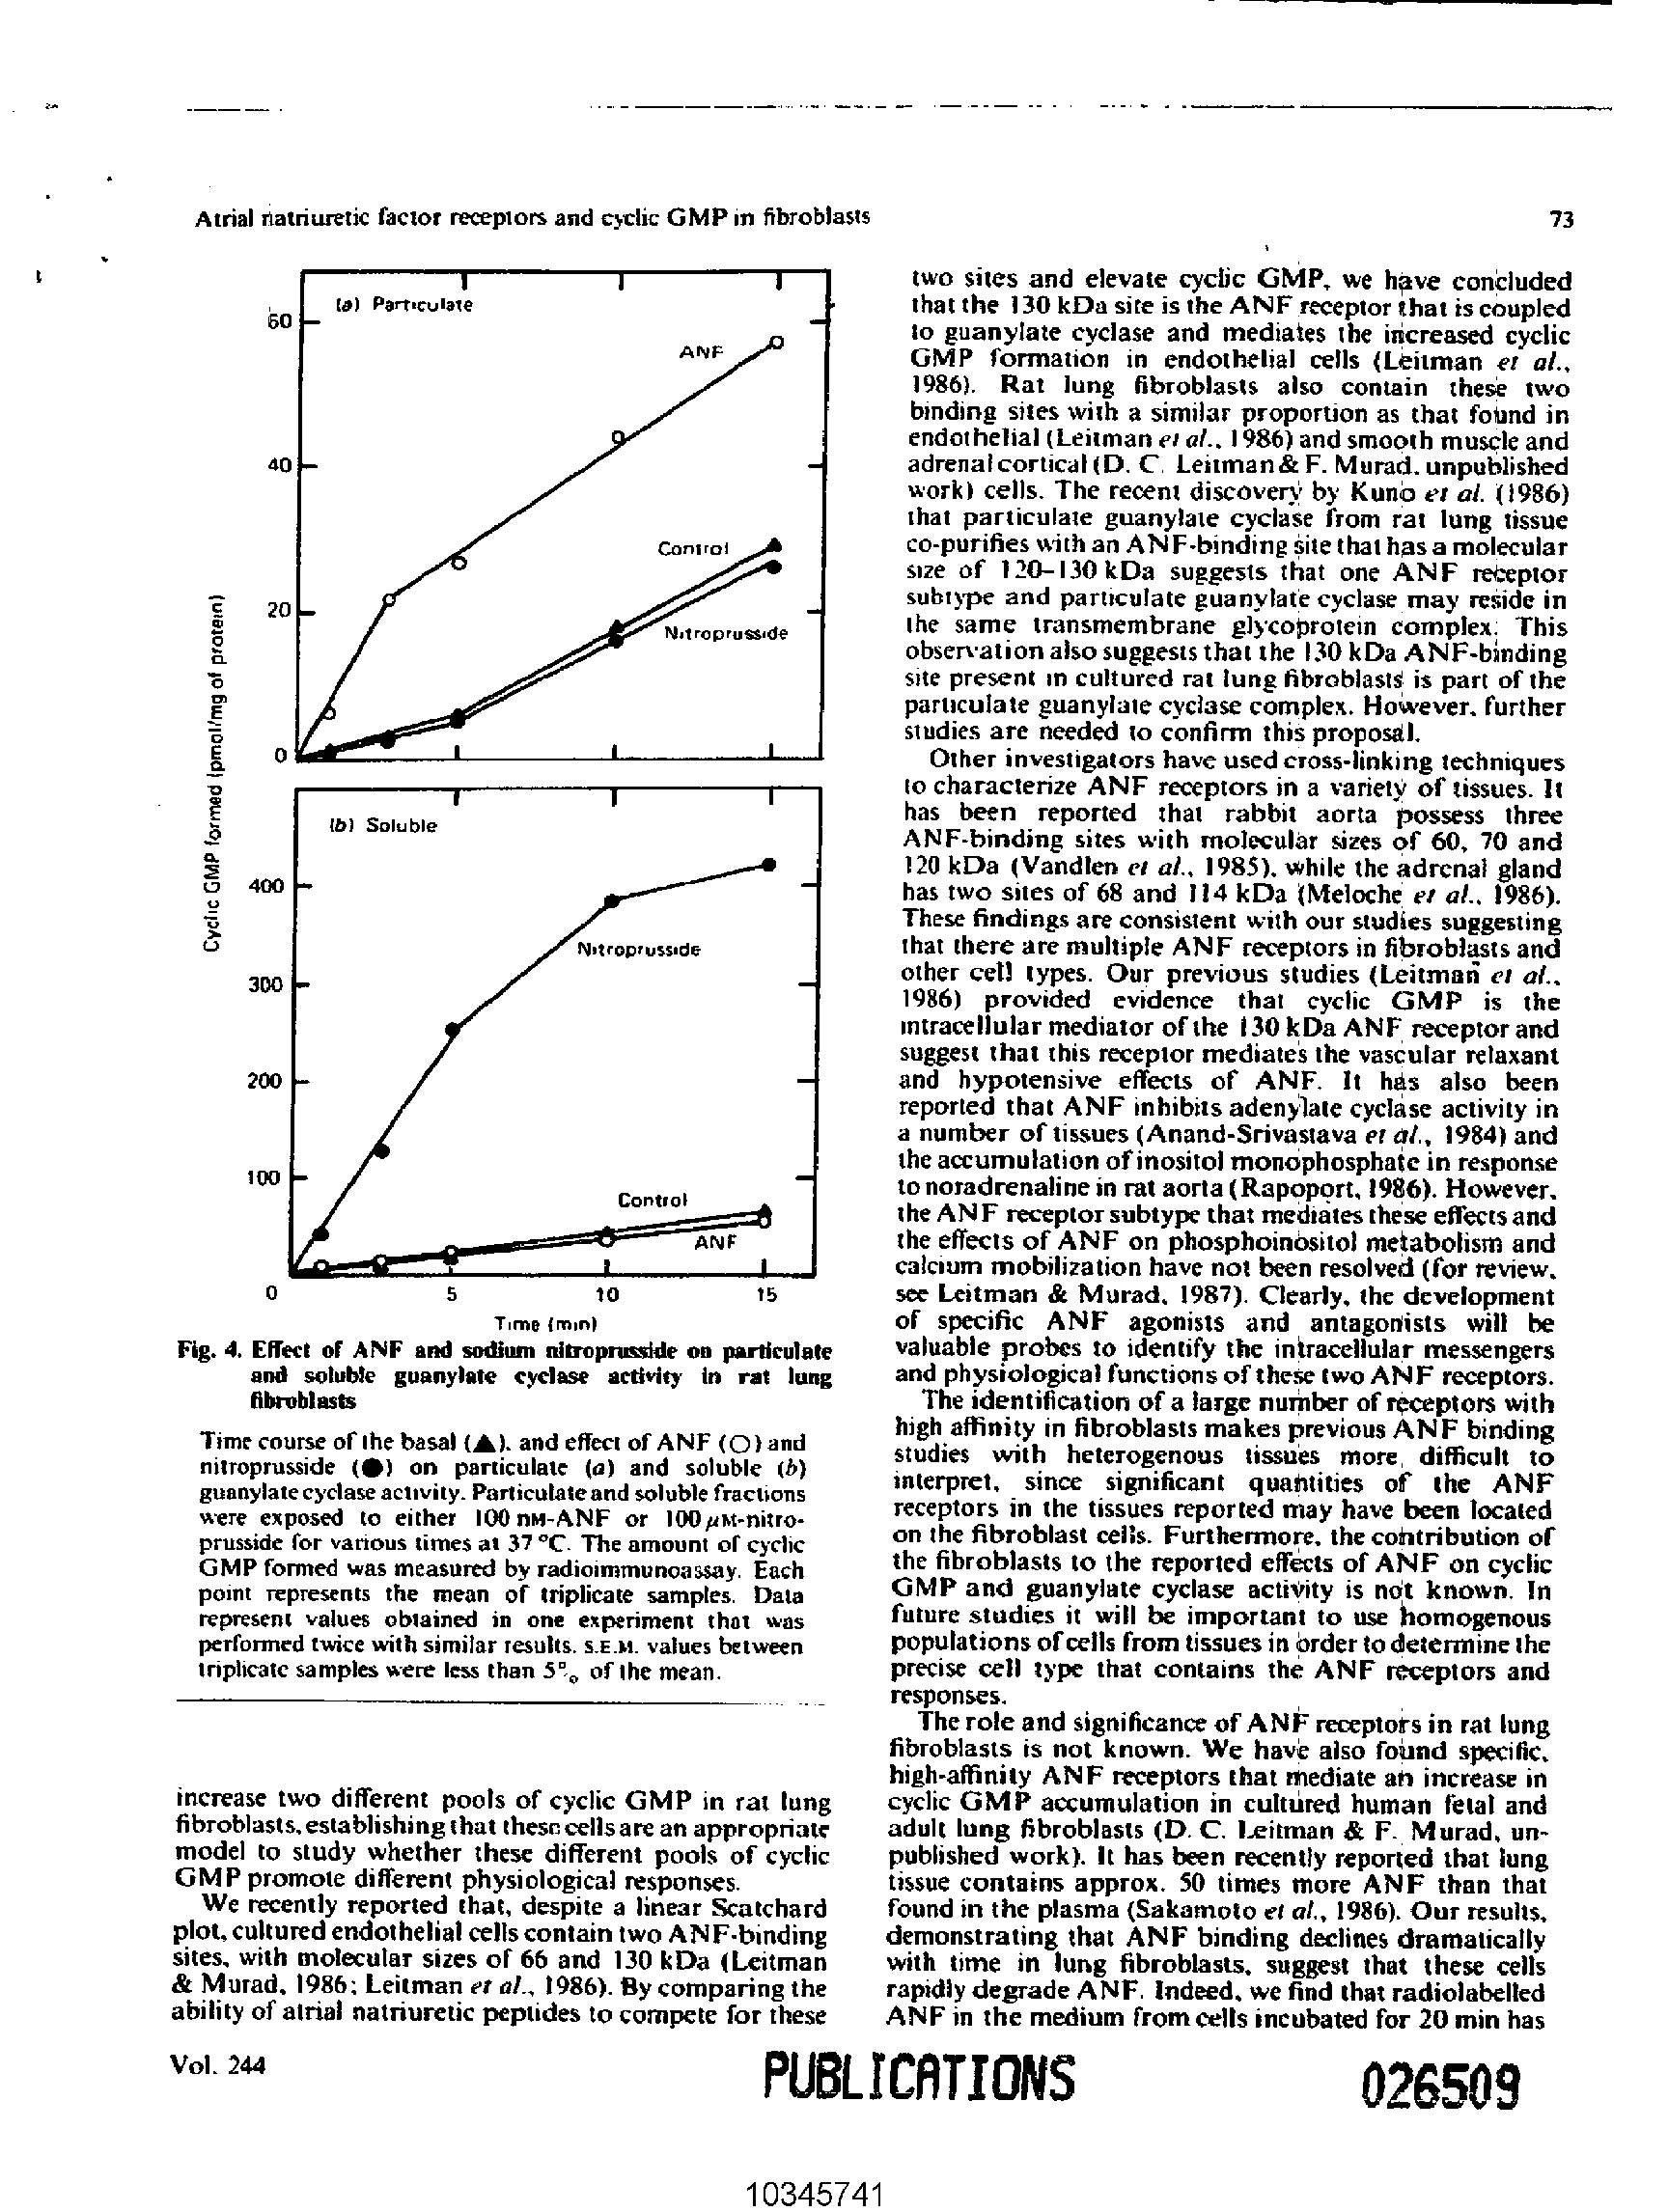 Atrial natriuretic factor receptors and cyclic GMP in fibroblasts
73
(a) Particulate
60
ANF
40
Control
20
Nitroprusside
0
Cyclic GMP formed (pmol/mg of protein)
(b) Soluble
400
Nitroprusside
300
200
100
Control
ANF
0 5 10 15
Time (min)
Fig. 4. Effect of ANF and sodium nitroprusside on particulate
and soluble guanylate cyclase activity in rat lung
fibroblasts
Time course of the basal (▲), and effect of ANF (○) and
nitroprusside (●) on particulate (a) and soluble (b)
guanylate cyclase activity. Particulate and soluble fractions
were exposed to either 100 nM-ANF or 100 μM-nitro-
prusside for various times at 37 °C. The amount of cyclic
GMP formed was measured by radioimmunoassay. Each
point represents the mean of triplicate samples. Data
represent values obtained in one experiment that was
performed twice with similar results. S.E.M. values between
triplicate samples were less than 5% of the mean.
increase two different pools of cyclic GMP in rat lung
fibroblasts, establishing that these cells are an appropriate
model to study whether these different pools of cyclic
GMP promote different physiological responses.
We recently reported that, despite a linear Scatchard
plot, cultured endothelial cells contain two ANF-binding
sites, with molecular sizes of 66 and 130 kDa (Leitman
& Murad, 1986; Leitman et al., 1986). By comparing the
ability of atrial natriuretic peptides to compete for these
two sites and elevate cyclic GMP, we have concluded
that the 130 kDa site is the ANF receptor that is coupled
to guanylate cyclase and mediates the increased cyclic
GMP formation in endothelial cells (Leitman et al.,
1986). Rat lung fibroblasts also contain these two
binding sites with a similar proportion as that found in
endothelial (Leitman et al., 1986) and smooth muscle and
adrenal cortical (D. C. Leitman & F. Murad, unpublished
work) cells. The recent discovery by Kuno et al. (1986)
that particulate guanylate cyclase from rat lung tissue
co-purifies with an ANF-binding site that has a molecular
size of 120–130 kDa suggests that one ANF receptor
subtype and particulate guanylate cyclase may reside in
the same transmembrane glycoprotein complex. This
observation also suggests that the 130 kDa ANF-binding
site present in cultured rat lung fibroblasts is part of the
particulate guanylate cyclase complex. However, further
studies are needed to confirm this proposal.
Other investigators have used cross-linking techniques
to characterize ANF receptors in a variety of tissues. It
has been reported that rabbit aorta possess three
ANF-binding sites with molecular sizes of 60, 70 and
120 kDa (Vandlen et al., 1985), while the adrenal gland
has two sites of 68 and 114 kDa (Meloche et al., 1986).
These findings are consistent with our studies suggesting
that there are multiple ANF receptors in fibroblasts and
other cell types. Our previous studies (Leitman et al.,
1986) provided evidence that cyclic GMP is the
intracellular mediator of the 130 kDa ANF receptor and
suggest that this receptor mediates the vascular relaxant
and hypotensive effects of ANF. It has also been
reported that ANF inhibits adenylate cyclase activity in
a number of tissues (Anand-Srivastava et al., 1984) and
the accumulation of inositol monophosphate in response
to noradrenaline in rat aorta (Rapoport, 1986). However,
the ANF receptor subtype that mediates these effects and
the effects of ANF on phosphoinositol metabolism and
calcium mobilization have not been resolved (for review,
see Leitman & Murad, 1987). Clearly, the development
of specific ANF agonists and antagonists will be
valuable probes to identify the intracellular messengers
and physiological functions of these two ANF receptors.
The identification of a large number of receptors with
high affinity in fibroblasts makes previous ANF binding
studies with heterogenous tissues more difficult to
interpret, since significant quantities of the ANF
receptors in the tissues reported may have been located
on the fibroblast cells. Furthermore, the contribution of
the fibroblasts to the reported effects of ANF on cyclic
GMP and guanylate cyclase activity is not known. In
future studies it will be important to use homogenous
populations of cells from tissues in order to determine the
precise cell type that contains the ANF receptors and
responses.
The role and significance of ANF receptors in rat lung
fibroblasts is not known. We have also found specific,
high-affinity ANF receptors that mediate an increase in
cyclic GMP accumulation in cultured human fetal and
adult lung fibroblasts (D. C. Leitman & F. Murad, un-
published work). It has been recently reported that lung
tissue contains approx. 50 times more ANF than that
found in the plasma (Sakamoto et al., 1986). Our results,
demonstrating that ANF binding declines dramatically
with time in lung fibroblasts, suggest that these cells
rapidly degrade ANF. Indeed, we find that radiolabelled
ANF in the medium from cells incubated for 20 min has
Vol. 244
PUBLICATIONS
026509
10345741